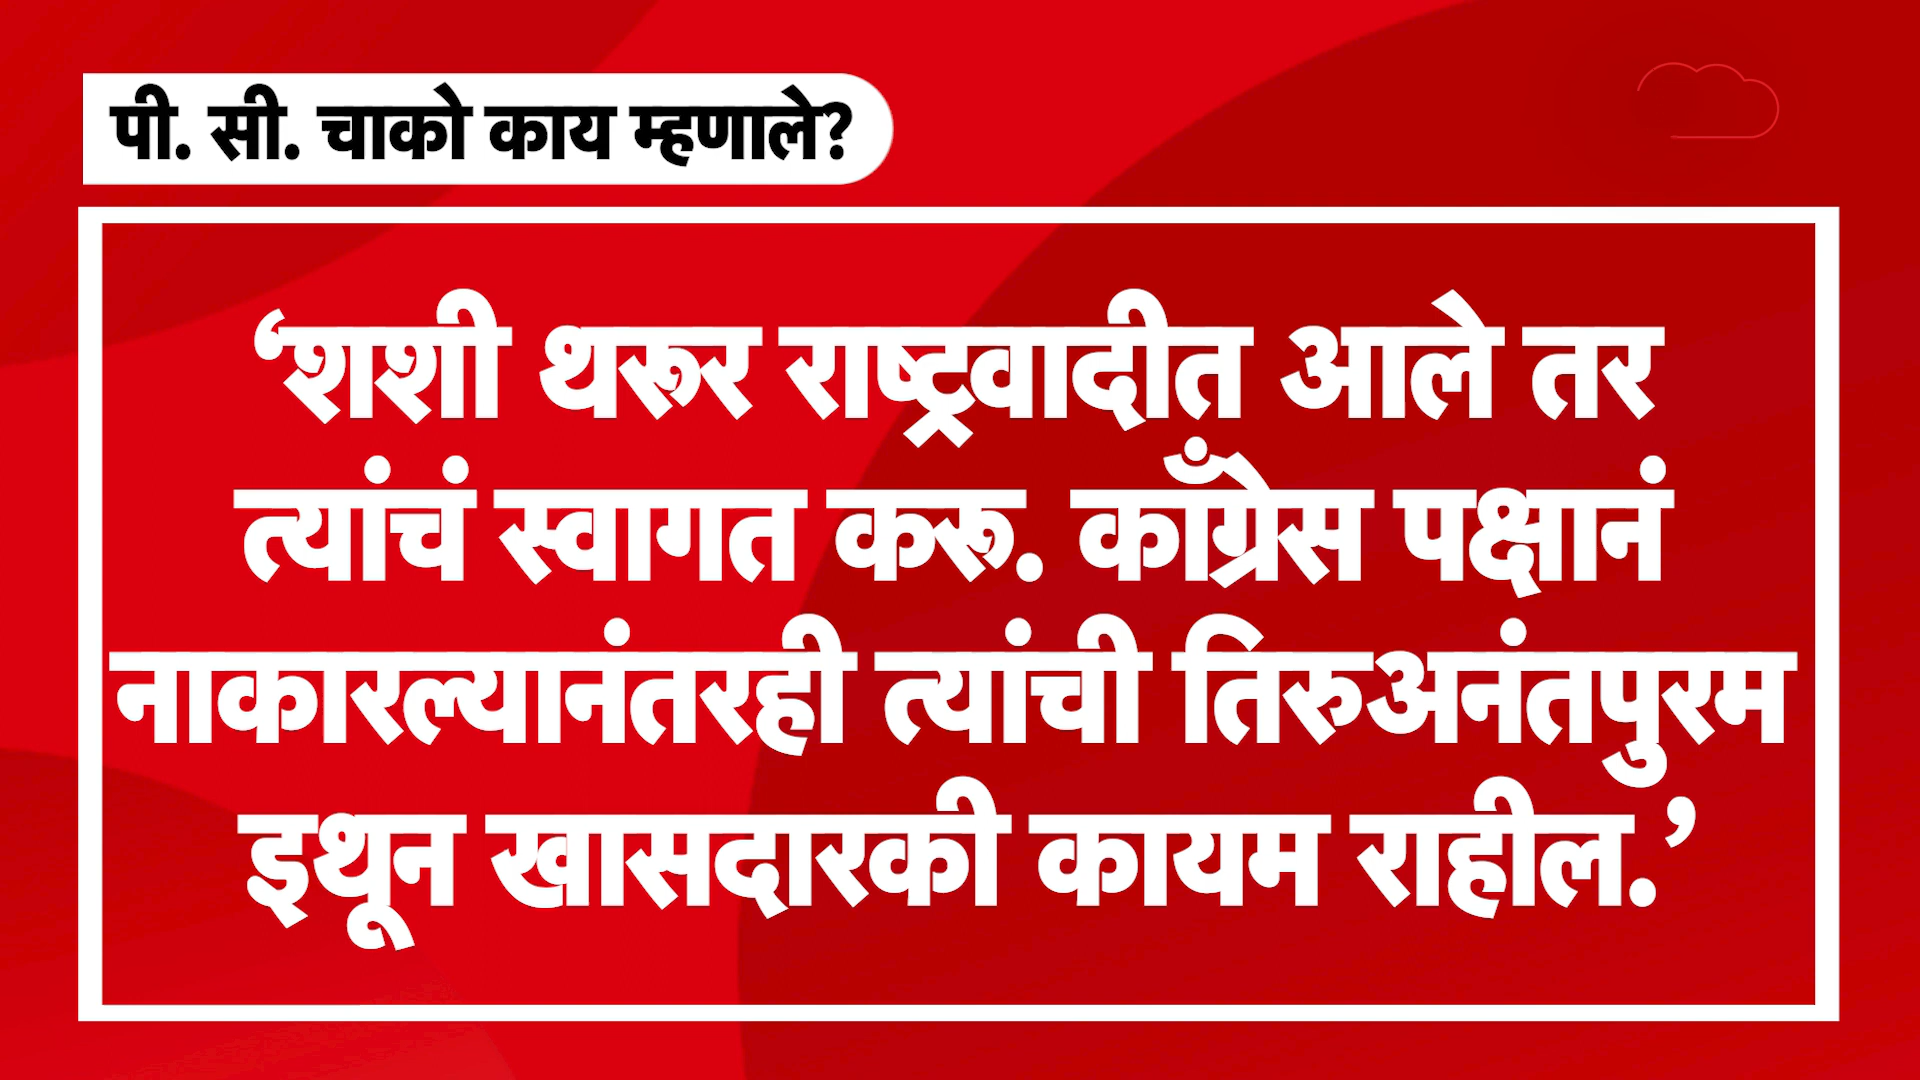 पी. सी. चाको काय म्हणाले?
‘शशी थरूर राष्ट्रवादीत आले तर
त्यांचं स्वागत करू. काँग्रेस पक्षानं
नाकारल्यानंतरही त्यांची तिरुअनंतपुरम
इथून खासदारकी कायम राहील.’